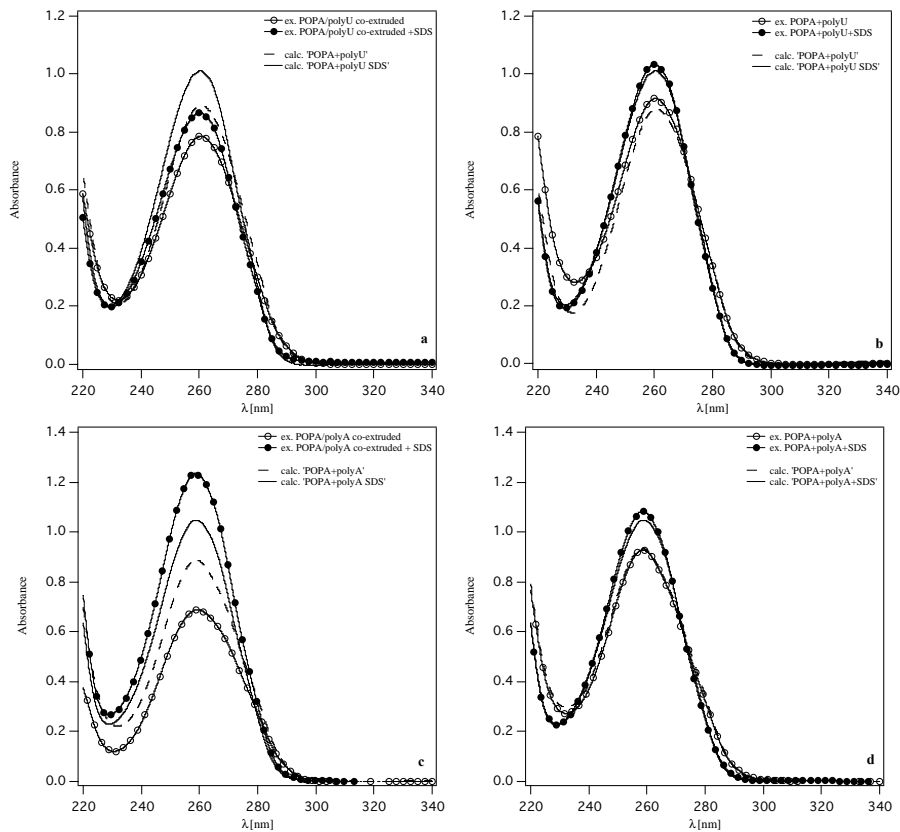 1.2
1.0
0.8
0.6
0.4
0.2
0.0
Absorbance
ex. POPA/polyU co-extruded
ex. POPA/polyU co-extruded +SDS
calc. 'POPA+polyU'
calc. 'POPA+polyU SDS'
a
220 240 260 280 300 320 340
λ[nm]
1.2
1.0
0.8
0.6
0.4
0.2
0.0
Absorbance
ex. POPA+polyU
ex. POPA+polyU+SDS
calc. 'POPA+polyU'
calc. 'POPA+polyU SDS'
b
220 240 260 280 300 320 340
λ[nm]
1.4
1.2
1.0
0.8
0.6
0.4
0.2
0.0
Absorbance
ex. POPA/polyA co-extruded
ex. POPA/polyA co-extruded + SDS
calc. 'POPA+polyA'
calc. 'POPA+polyA SDS'
c
220 240 260 280 300 320 340
λ[nm]
1.4
1.2
1.0
0.8
0.6
0.4
0.2
0.0
Absorbance
ex. POPA+polyA
ex. POPA+polyA+SDS
calc. 'POPA+polyA'
calc. 'POPA+polyA+SDS'
d
220 240 260 280 300 320 340
λ[nm]